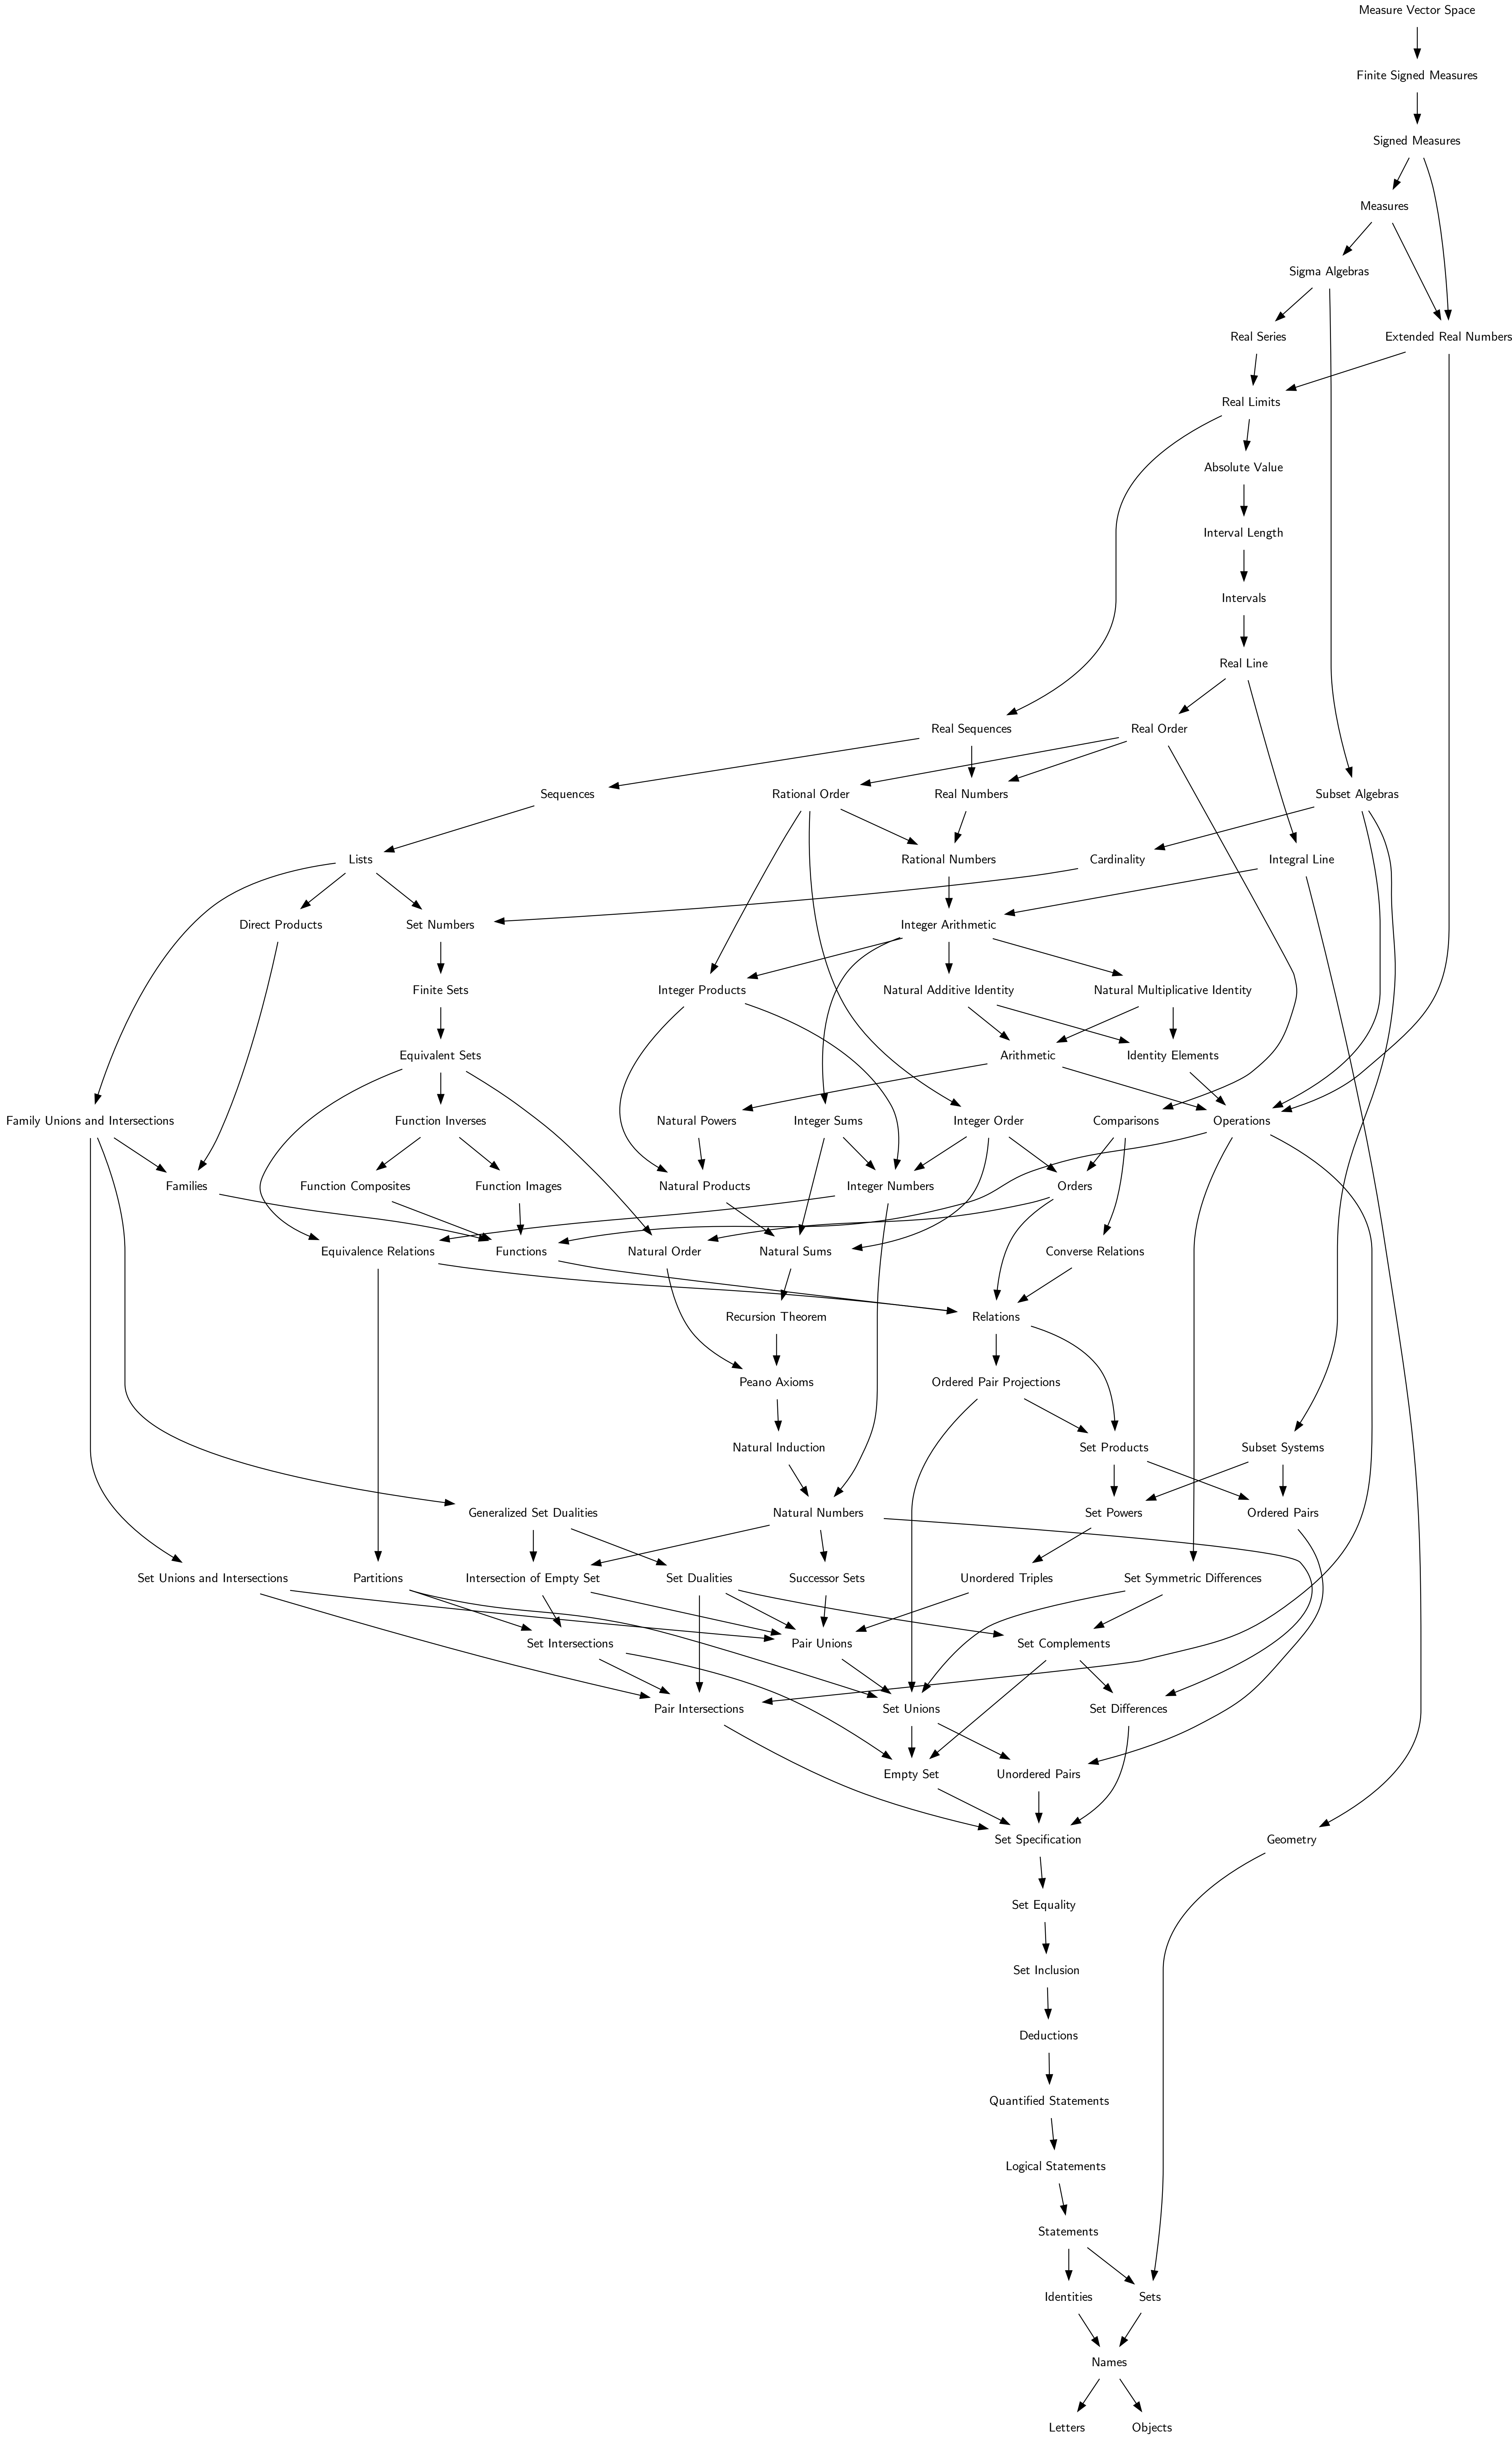 Measure Vector Space
Finite Signed Measures
Signed Measures
Measures
Sigma Algebras
Real Series
Extended Real Numbers
Real Limits
Absolute Value
Interval Length
Intervals
Real Line
Real Sequences
Real Order
Sequences
Rational Order
Real Numbers
Subset Algebras
Lists
Rational Numbers
Cardinality
Integral Line
Direct Products
Set Numbers
Integer Arithmetic
Finite Sets
Integer Products
Natural Additive Identity
Natural Multiplicative Identity
Equivalent Sets
Arithmetic
Identity Elements
Family Unions and Intersections
Function Inverses
Natural Powers
Integer Sums
Integer Order
Comparisons
Operations
Families
Function Composites
Function Images
Natural Products
Integer Numbers
Orders
Equivalence Relations
Functions
Natural Order
Natural Sums
Converse Relations
Recursion Theorem
Relations
Peano Axioms
Ordered Pair Projections
Natural Induction
Set Products
Subset Systems
Generalized Set Dualities
Natural Numbers
Set Powers
Ordered Pairs
Set Unions and Intersections
Partitions
Intersection of Empty Set
Set Dualities
Successor Sets
Unordered Triples
Set Symmetric Differences
Set Intersections
Pair Unions
Set Complements
Pair Intersections
Set Unions
Set Differences
Empty Set
Unordered Pairs
Set Specification
Geometry
Set Equality
Set Inclusion
Deductions
Quantified Statements
Logical Statements
Statements
Identities
Sets
Names
Letters
Objects